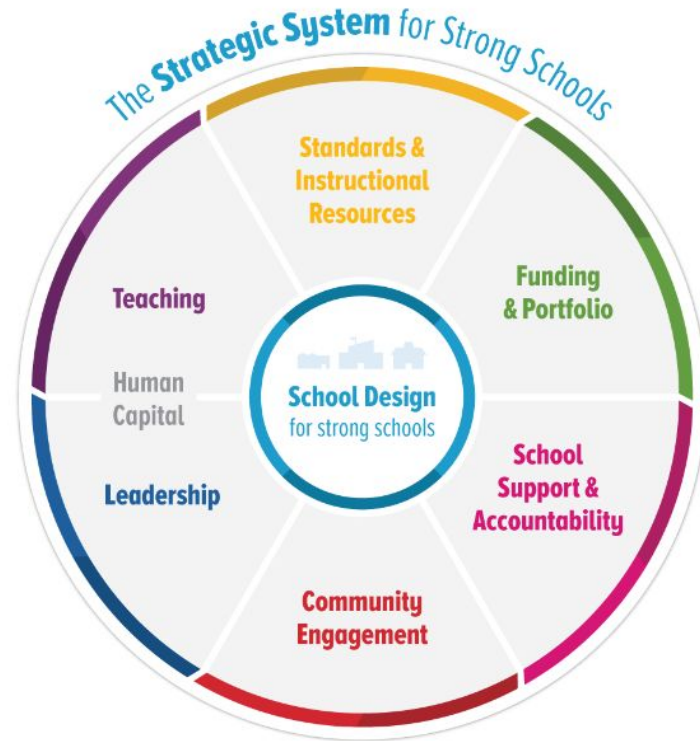 The Strategic System for Strong Schools
Standards &
Instructional
Resources
Funding
& Portfolio
School
Support &
Accountability
Community
Engagement
Leadership
Human
Capital
Teaching
School Design
for strong schools